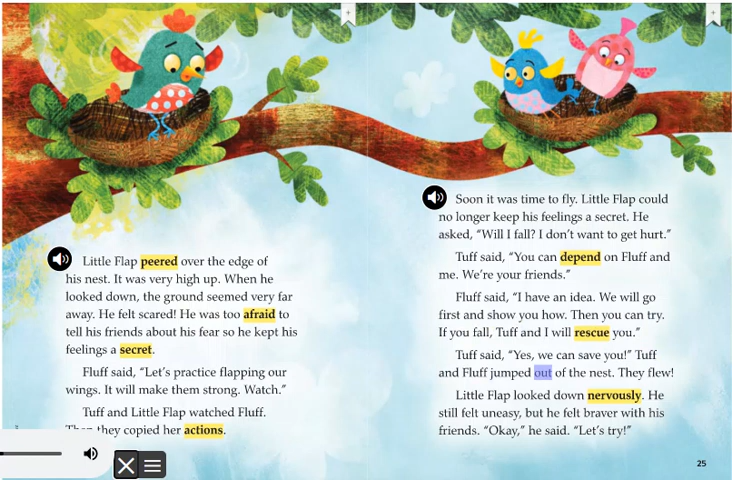 Little Flap peered over the edge of
his nest. It was very high up. When he
looked down, the ground seemed very far
away. He felt scared! He was too afraid to
tell his friends about his fear so he kept his
feelings a secret.
Fluff said, “Let’s practice flapping our
wings. It will make them strong. Watch.”
Tuff and Little Flap watched Fluff.
Then they copied her actions.
Soon it was time to fly. Little Flap could
no longer keep his feelings a secret. He
asked, “Will I fall? I don’t want to get hurt.”
Tuff said, “You can depend on Fluff and
me. We’re your friends.”
Fluff said, “I have an idea. We will go
first and show you how. Then you can try.
If you fall, Tuff and I will rescue you.”
Tuff said, “Yes, we can save you!” Tuff
and Fluff jumped out of the nest. They flew!
Little Flap looked down nervously. He
still felt uneasy, but he felt braver with his
friends. “Okay,” he said. “Let’s try!”
25